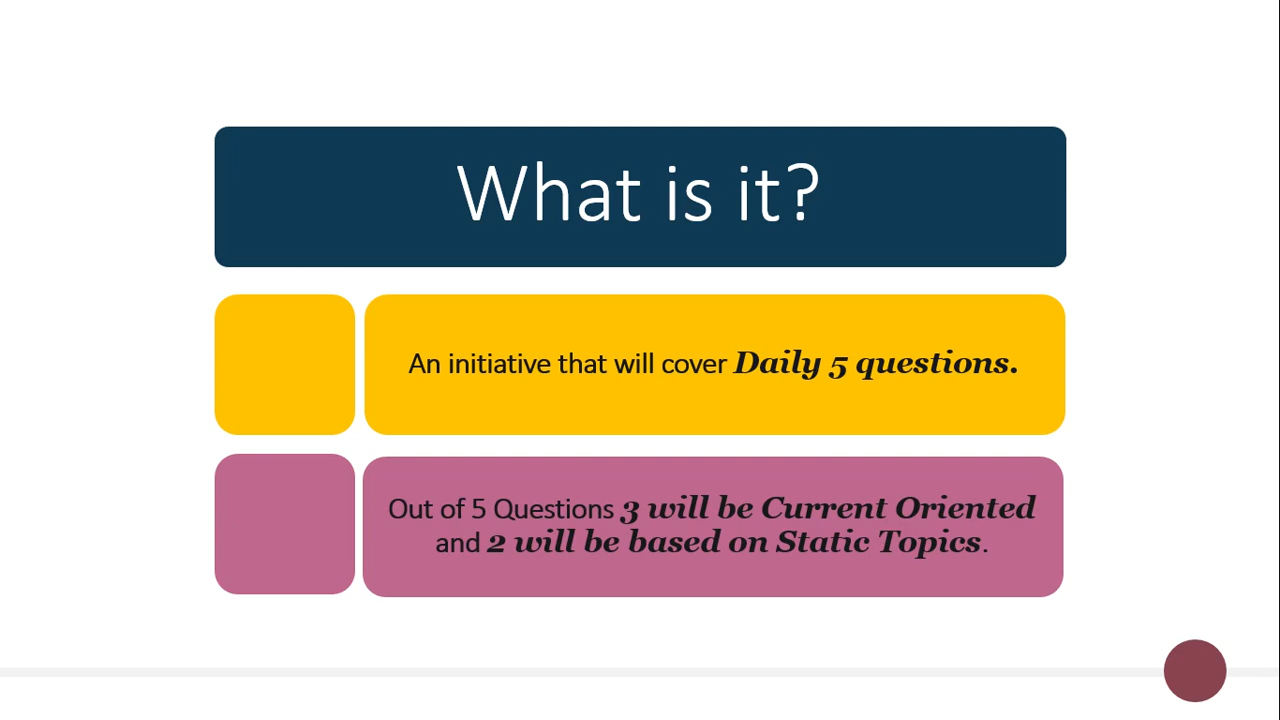 What is it?
An initiative that will cover Daily 5 questions.
Out of 5 Questions 3 will be Current Oriented
and 2 will be based on Static Topics.